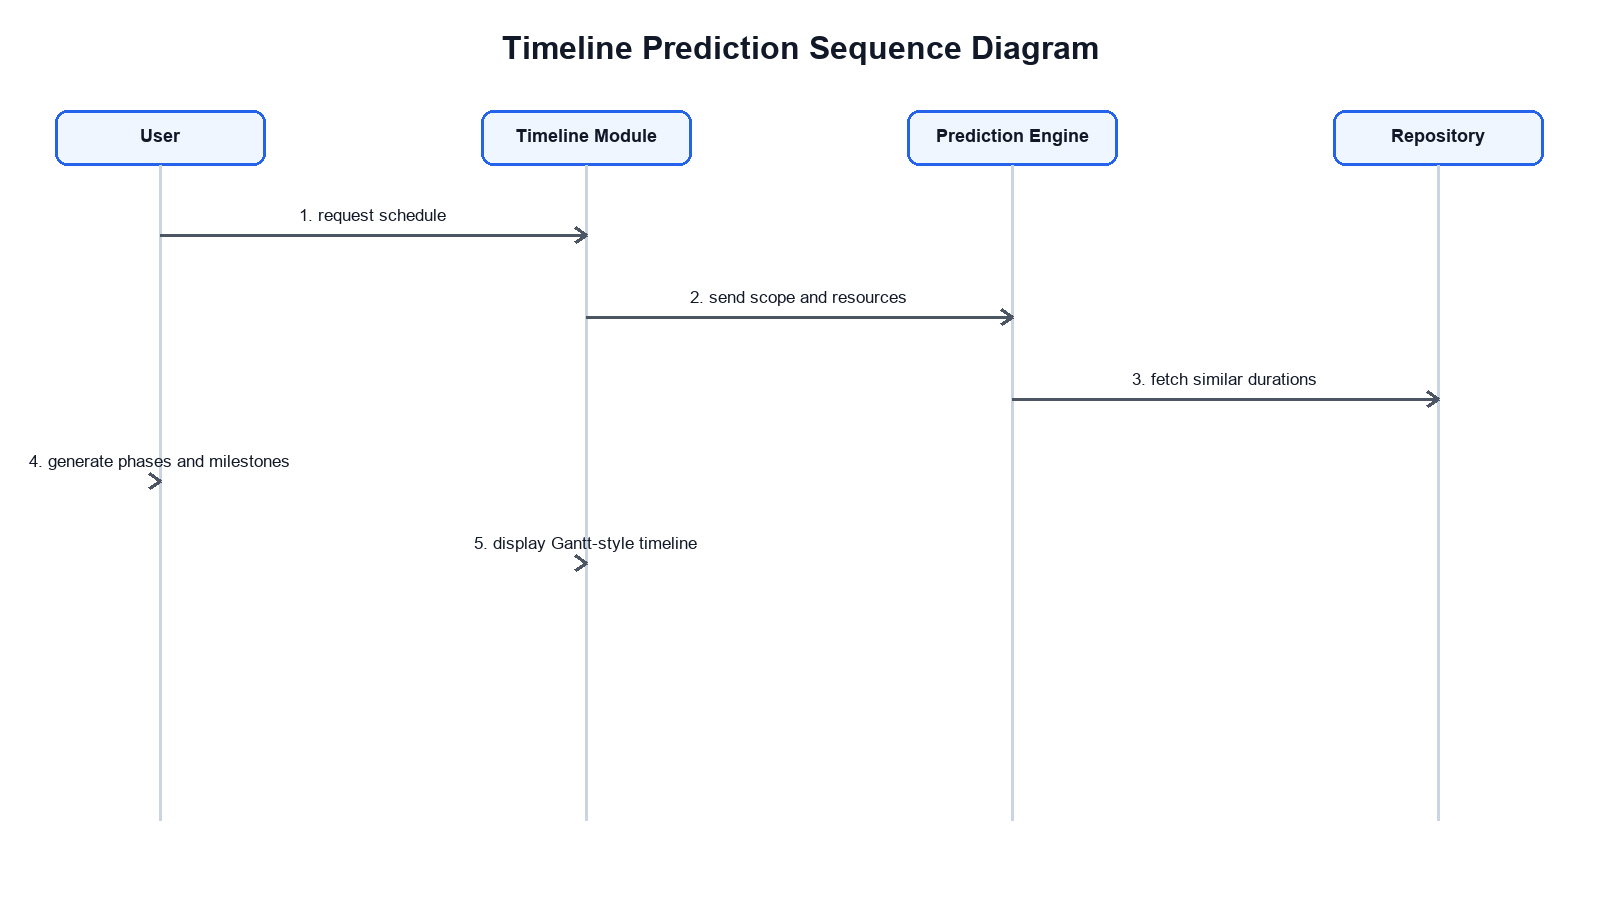 Timeline Prediction Sequence Diagram
User
Timeline Module
Prediction Engine
Repository
1. request schedule
2. send scope and resources
3. fetch similar durations
4. generate phases and milestones
5. display Gantt-style timeline